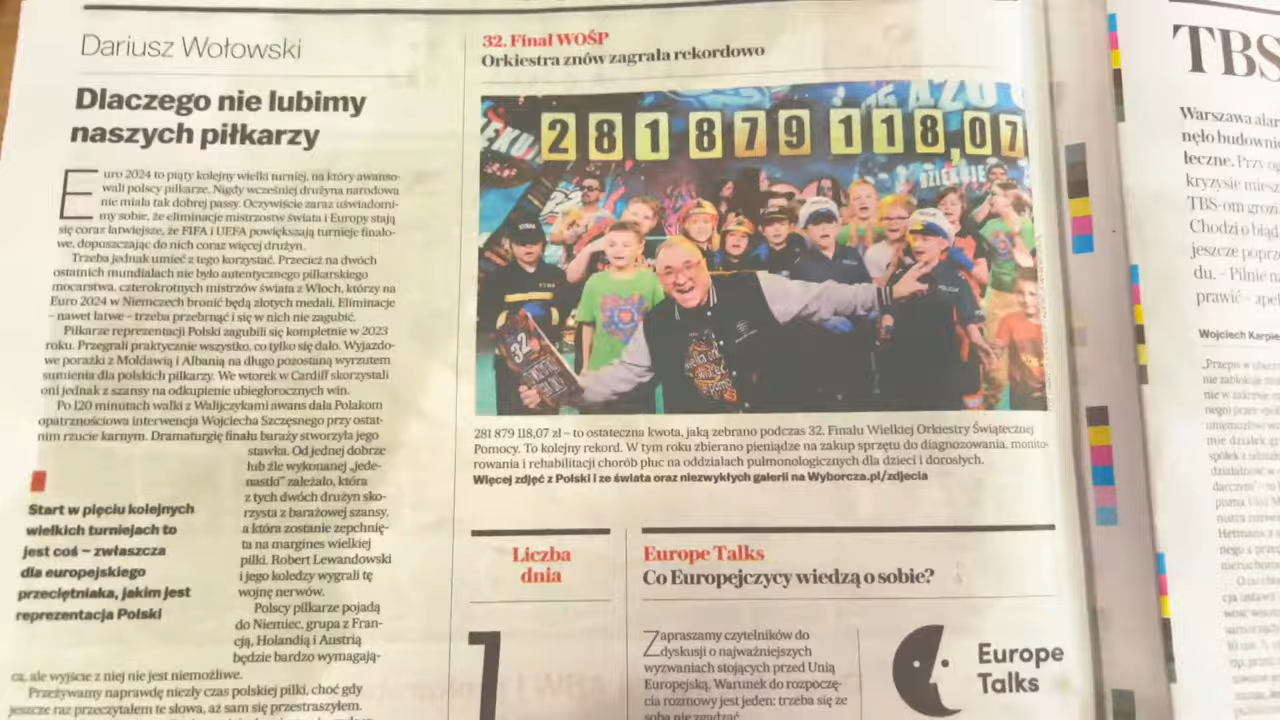 Dariusz Wołowski
Dlaczego nie lubimy
naszych piłkarzy
Euro 2024 to piąty kolejny wielki turniej, na który awanso-
wali polscy piłkarze. Nigdy wcześniej drużyna narodowa
nie miała tak dobrej passy. Oczywiście zaraz uświadomi-
my sobie, że eliminacje mistrzostw świata i Europy stają
się coraz łatwiejsze, że FIFA i UEFA powiększają turnieje finało-
we, dopuszczając do nich coraz więcej drużyn.
Trzeba jednak umieć z tego korzystać. Przecież na dwóch
ostatnich mundialach nie było autentycznego piłkarskiego
mocarstwa, czterokrotnych mistrzów świata z Włoch, którzy na
Euro 2024 w Niemczech bronić będą złotych medali. Eliminacje
– nawet łatwe – trzeba przebrnąć i się w nich nie zagubić.
Piłkarze reprezentacji Polski zagubili się kompletnie w 2023
roku. Przegrali praktycznie wszystko, co tylko się dało. Wyjazdo-
we porażki z Mołdawią i Albanią na długo pozostaną wyrzutem
sumienia dla polskich piłkarzy. We wtorek w Cardiff skorzystali
oni jednak z szansy na odkupienie ubiegłorocznych win.
Po 120 minutach walki z Walijczykami awans dała Polakom
opatrznościowa interwencja Wojciecha Szczęsnego przy ostat-
nim rzucie karnym. Dramaturgię finału baraży stworzyła jego
stawka. Od jednej dobrze
lub źle wykonanej „jede-
nastki” zależało, która
z tych dwóch drużyn sko-
rzysta z barażowej szansy,
a która zostanie zepchnię-
ta na margines wielkiej
piłki. Robert Lewandowski
i jego koledzy wygrali tę
wojnę nerwów.
Polscy piłkarze pojadą
do Niemiec, grupa z Fran-
cją, Holandią i Austrią
będzie bardzo wymagają-
ca, ale wyjście z niej nie jest niemożliwe.
Przeżywamy naprawdę niezły czas polskiej piłki, choć gdy
jeszcze raz przeczytałem te słowa, aż sam się przestraszyłem.
Start w pięciu kolejnych
wielkich turniejach to
jest coś – zwłaszcza
dla europejskiego
przeciętniaka, jakim jest
reprezentacja Polski
32. Finał WOŚP
Orkiestra znów zagrała rekordowo
281 879 118,07
DZIĘKUJĘ
32
POLICJA
281 879 118,07 zł – to ostateczna kwota, jaką zebrano podczas 32. Finału Wielkiej Orkiestry Świątecznej
Pomocy. To kolejny rekord. W tym roku zbierano pieniądze na zakup sprzętu do diagnozowania, monito-
rowania i rehabilitacji chorób płuc na oddziałach pulmonologicznych dla dzieci i dorosłych.
Więcej zdjęć z Polski i ze świata oraz niezwykłych galerii na Wyborcza.pl/zdjecia
Liczba
dnia
1
Europe Talks
Co Europejczycy wiedzą o sobie?
Zapraszamy czytelników do
dyskusji o najważniejszych
wyzwaniach stojących przed Unią
Europejską. Warunek do rozpoczę-
cia rozmowy jest jeden: trzeba się ze
sobą nie zgadzać
Europe
Talks
TBS
Warszawa alar
nęło budowni
łeczne. Przy o
kryzysie miesz
TBS-om grozi
Chodzi o błąd
jeszcze poprz
du. – Pilnie n
prawić – apel
Wojciech Karpie